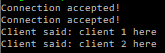 Connection accepted!
Connection accepted!
Client said: client 1 here
Client said: client 2 here